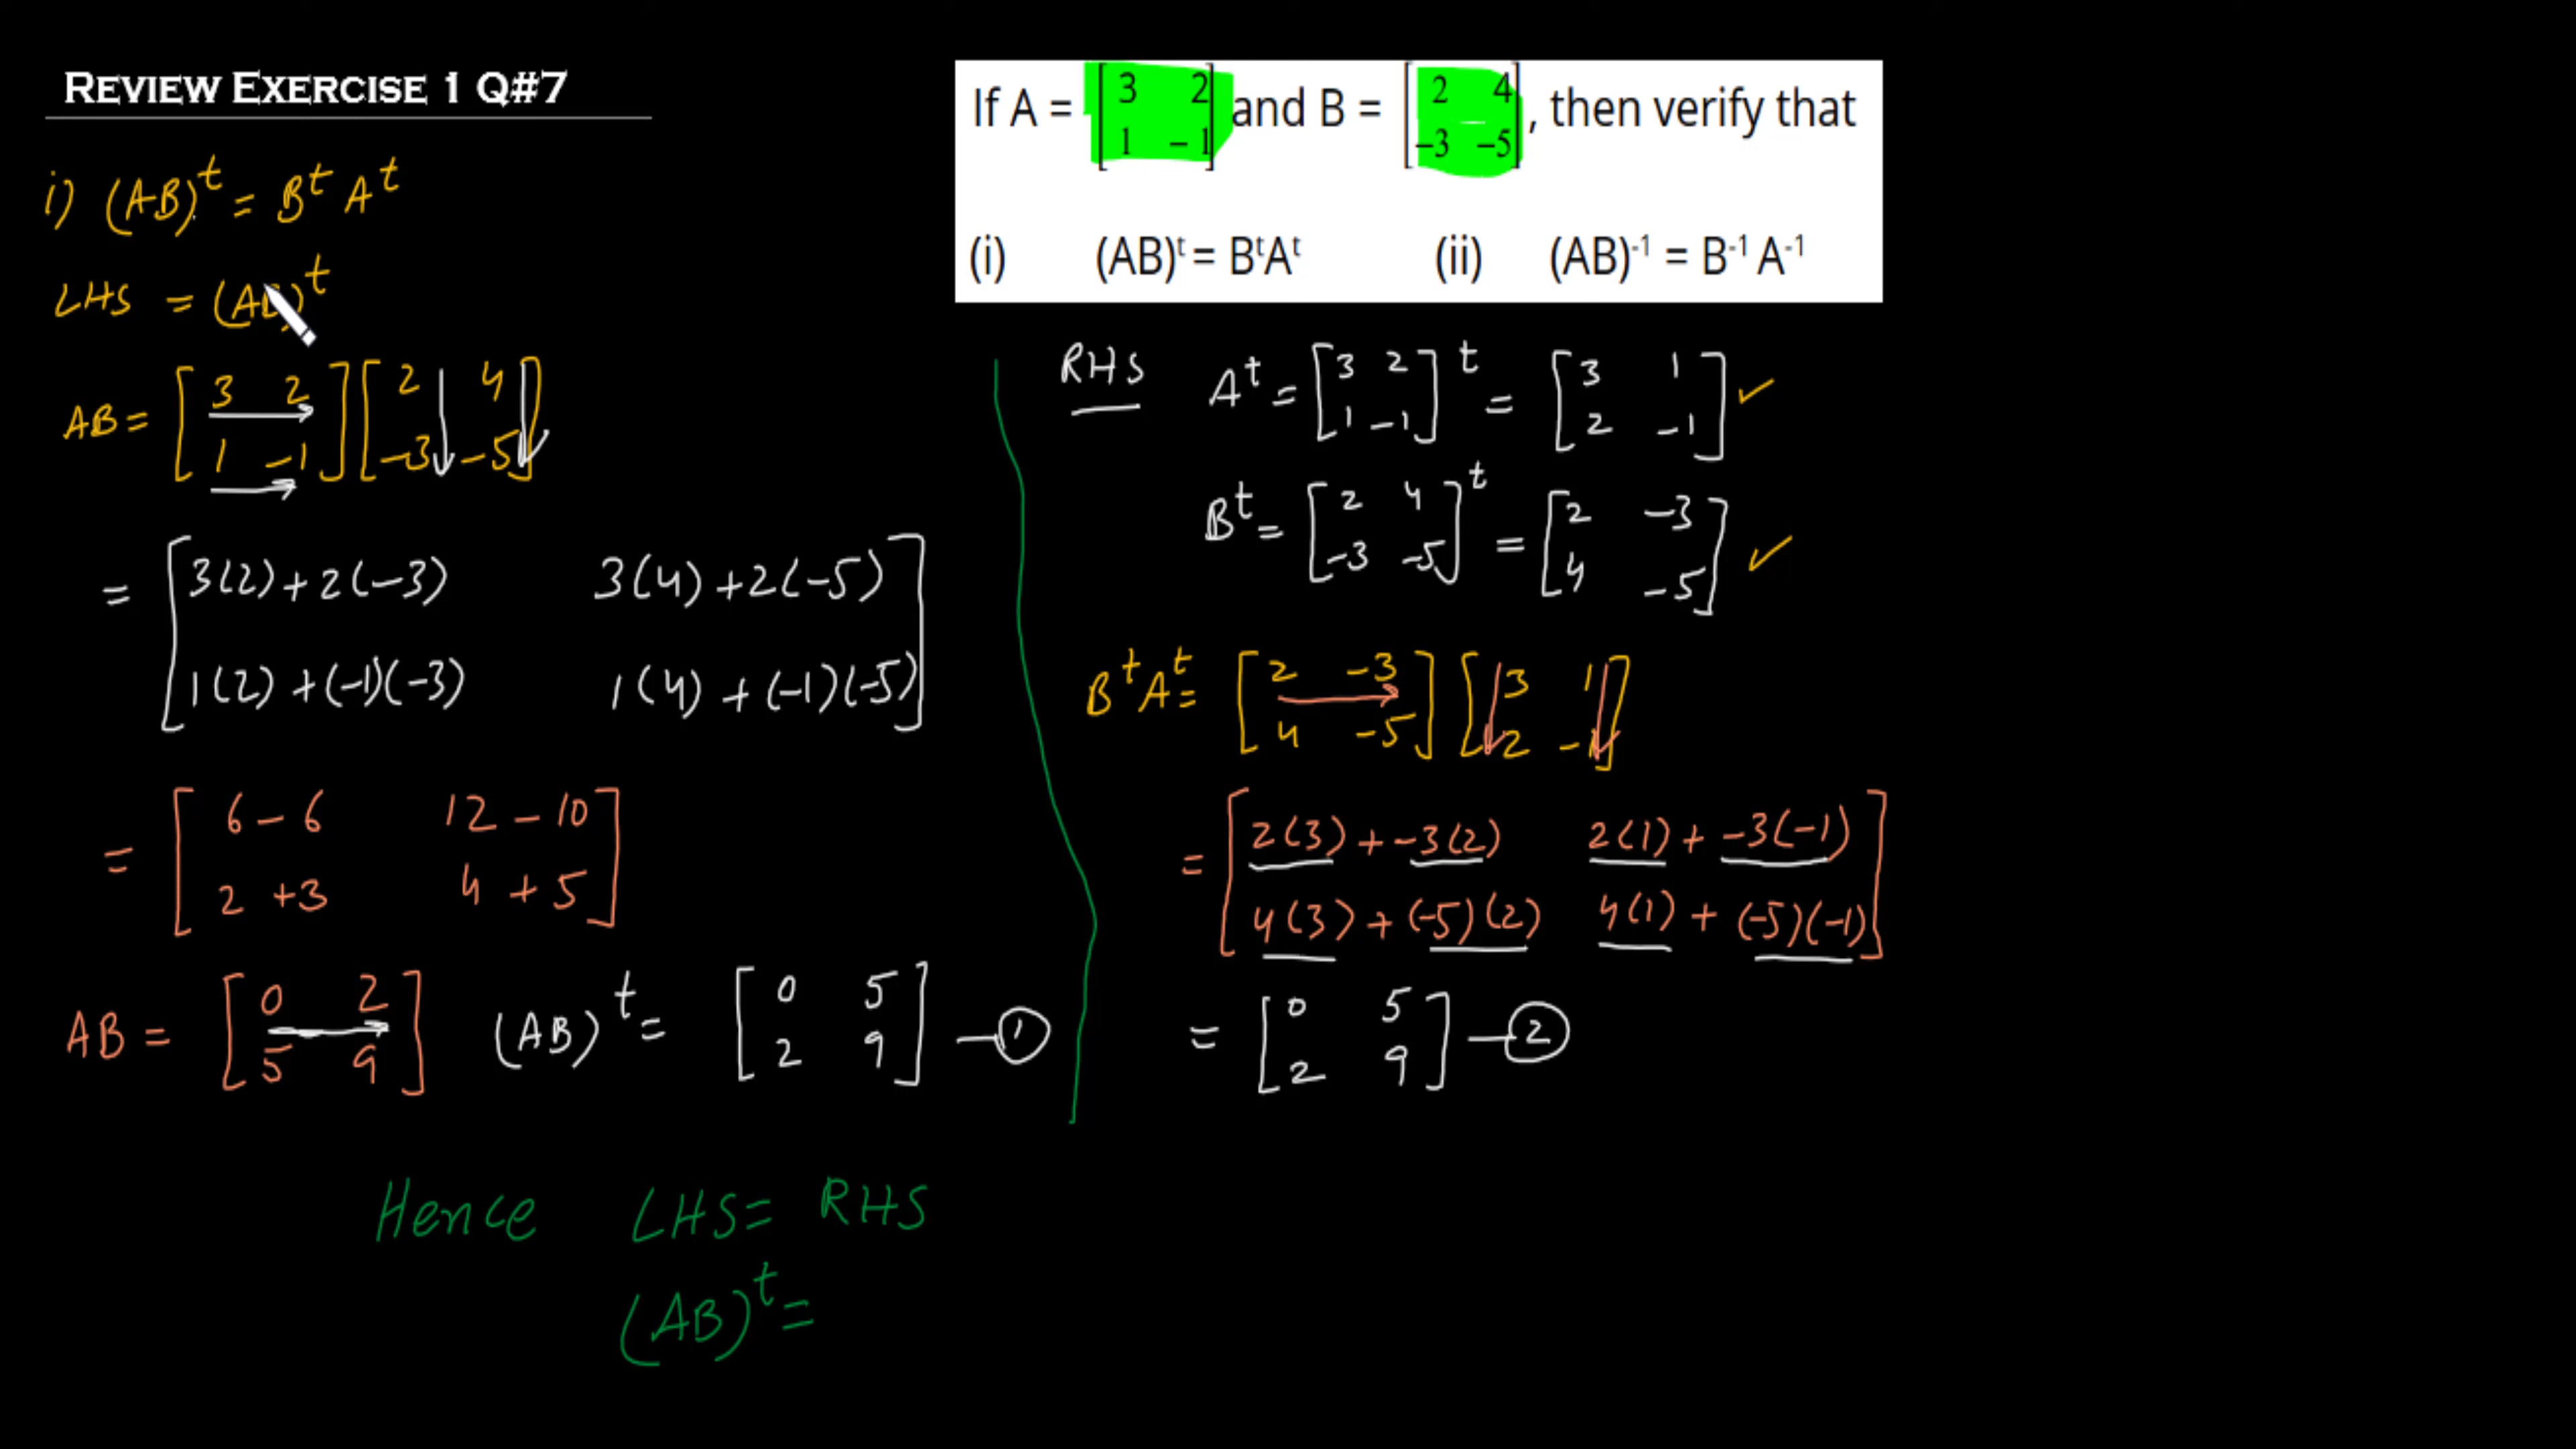 REVIEW EXERCISE 1 Q#7
If A = [3 2] and B = [2 4], then verify that
[1 -1] [-3 -5]
(i) (AB)ᵗ = BᵗAᵗ (ii) (AB)⁻¹ = B⁻¹ A⁻¹
i) (AB)ᵗ = Bᵗ Aᵗ
LHS = (AB)ᵗ
AB = [3 2] [2 4]
[1 -1] [-3 -5]
= [3(2)+2(-3) 3(4)+2(-5)]
[1(2)+(-1)(-3) 1(4)+(-1)(-5)]
= [6-6 12-10]
[2+3 4+5]
AB = [0 2] (AB)ᵗ = [0 5] —①
[5 9] [2 9]
RHS Aᵗ = [3 2]ᵗ = [3 1] ✓
[1 -1] [2 -1]
Bᵗ = [2 4]ᵗ = [2 -3] ✓
[-3 -5] [4 -5]
BᵗAᵗ = [2 -3] [3 1]
[4 -5] [2 -1]
= [2(3)+-3(2) 2(1)+-3(-1)]
[4(3)+(-5)(2) 4(1)+(-5)(-1)]
= [0 5] —②
[2 9]
Hence LHS = RHS
(AB)ᵗ =